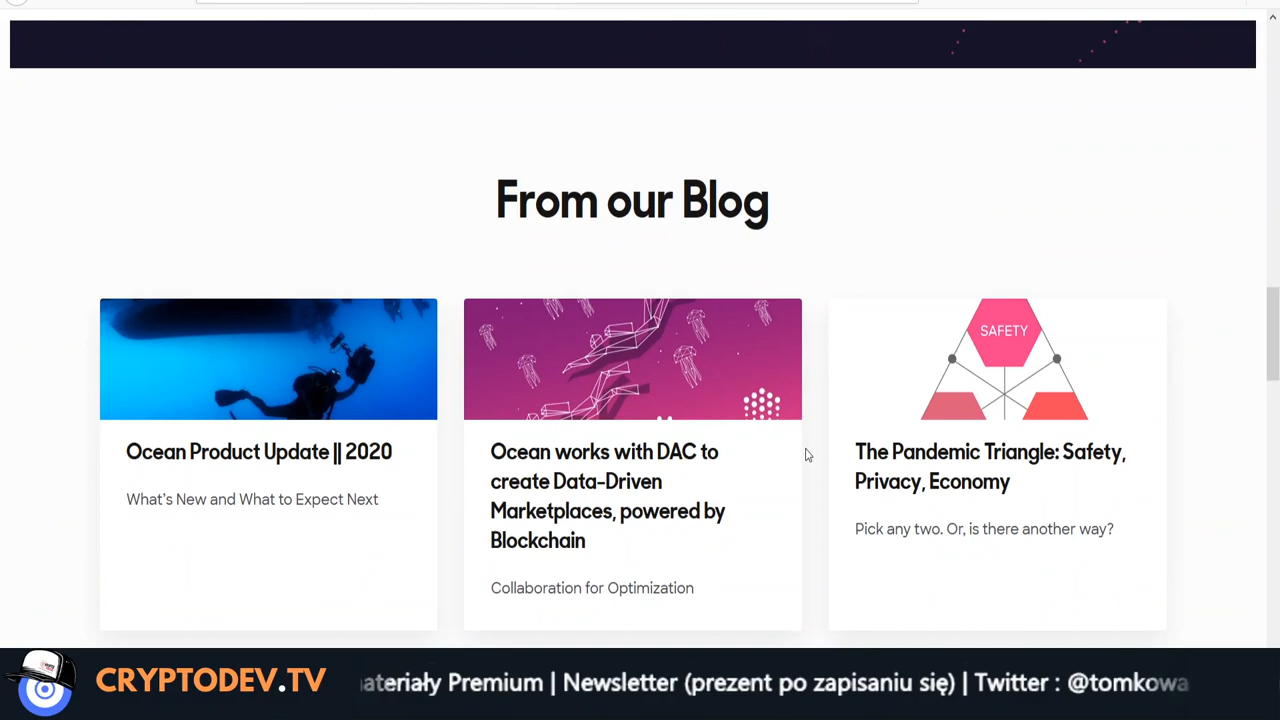 From our Blog
SAFETY
Ocean Product Update || 2020
What's New and What to Expect Next
Ocean works with DAC to
create Data-Driven
Marketplaces, powered by
Blockchain
Collaboration for Optimization
The Pandemic Triangle: Safety,
Privacy, Economy
Pick any two. Or, is there another way?
CRYPTODEV.TV
ateriały Premium | Newsletter (prezent po zapisaniu się) | Twitter : @tomkowa